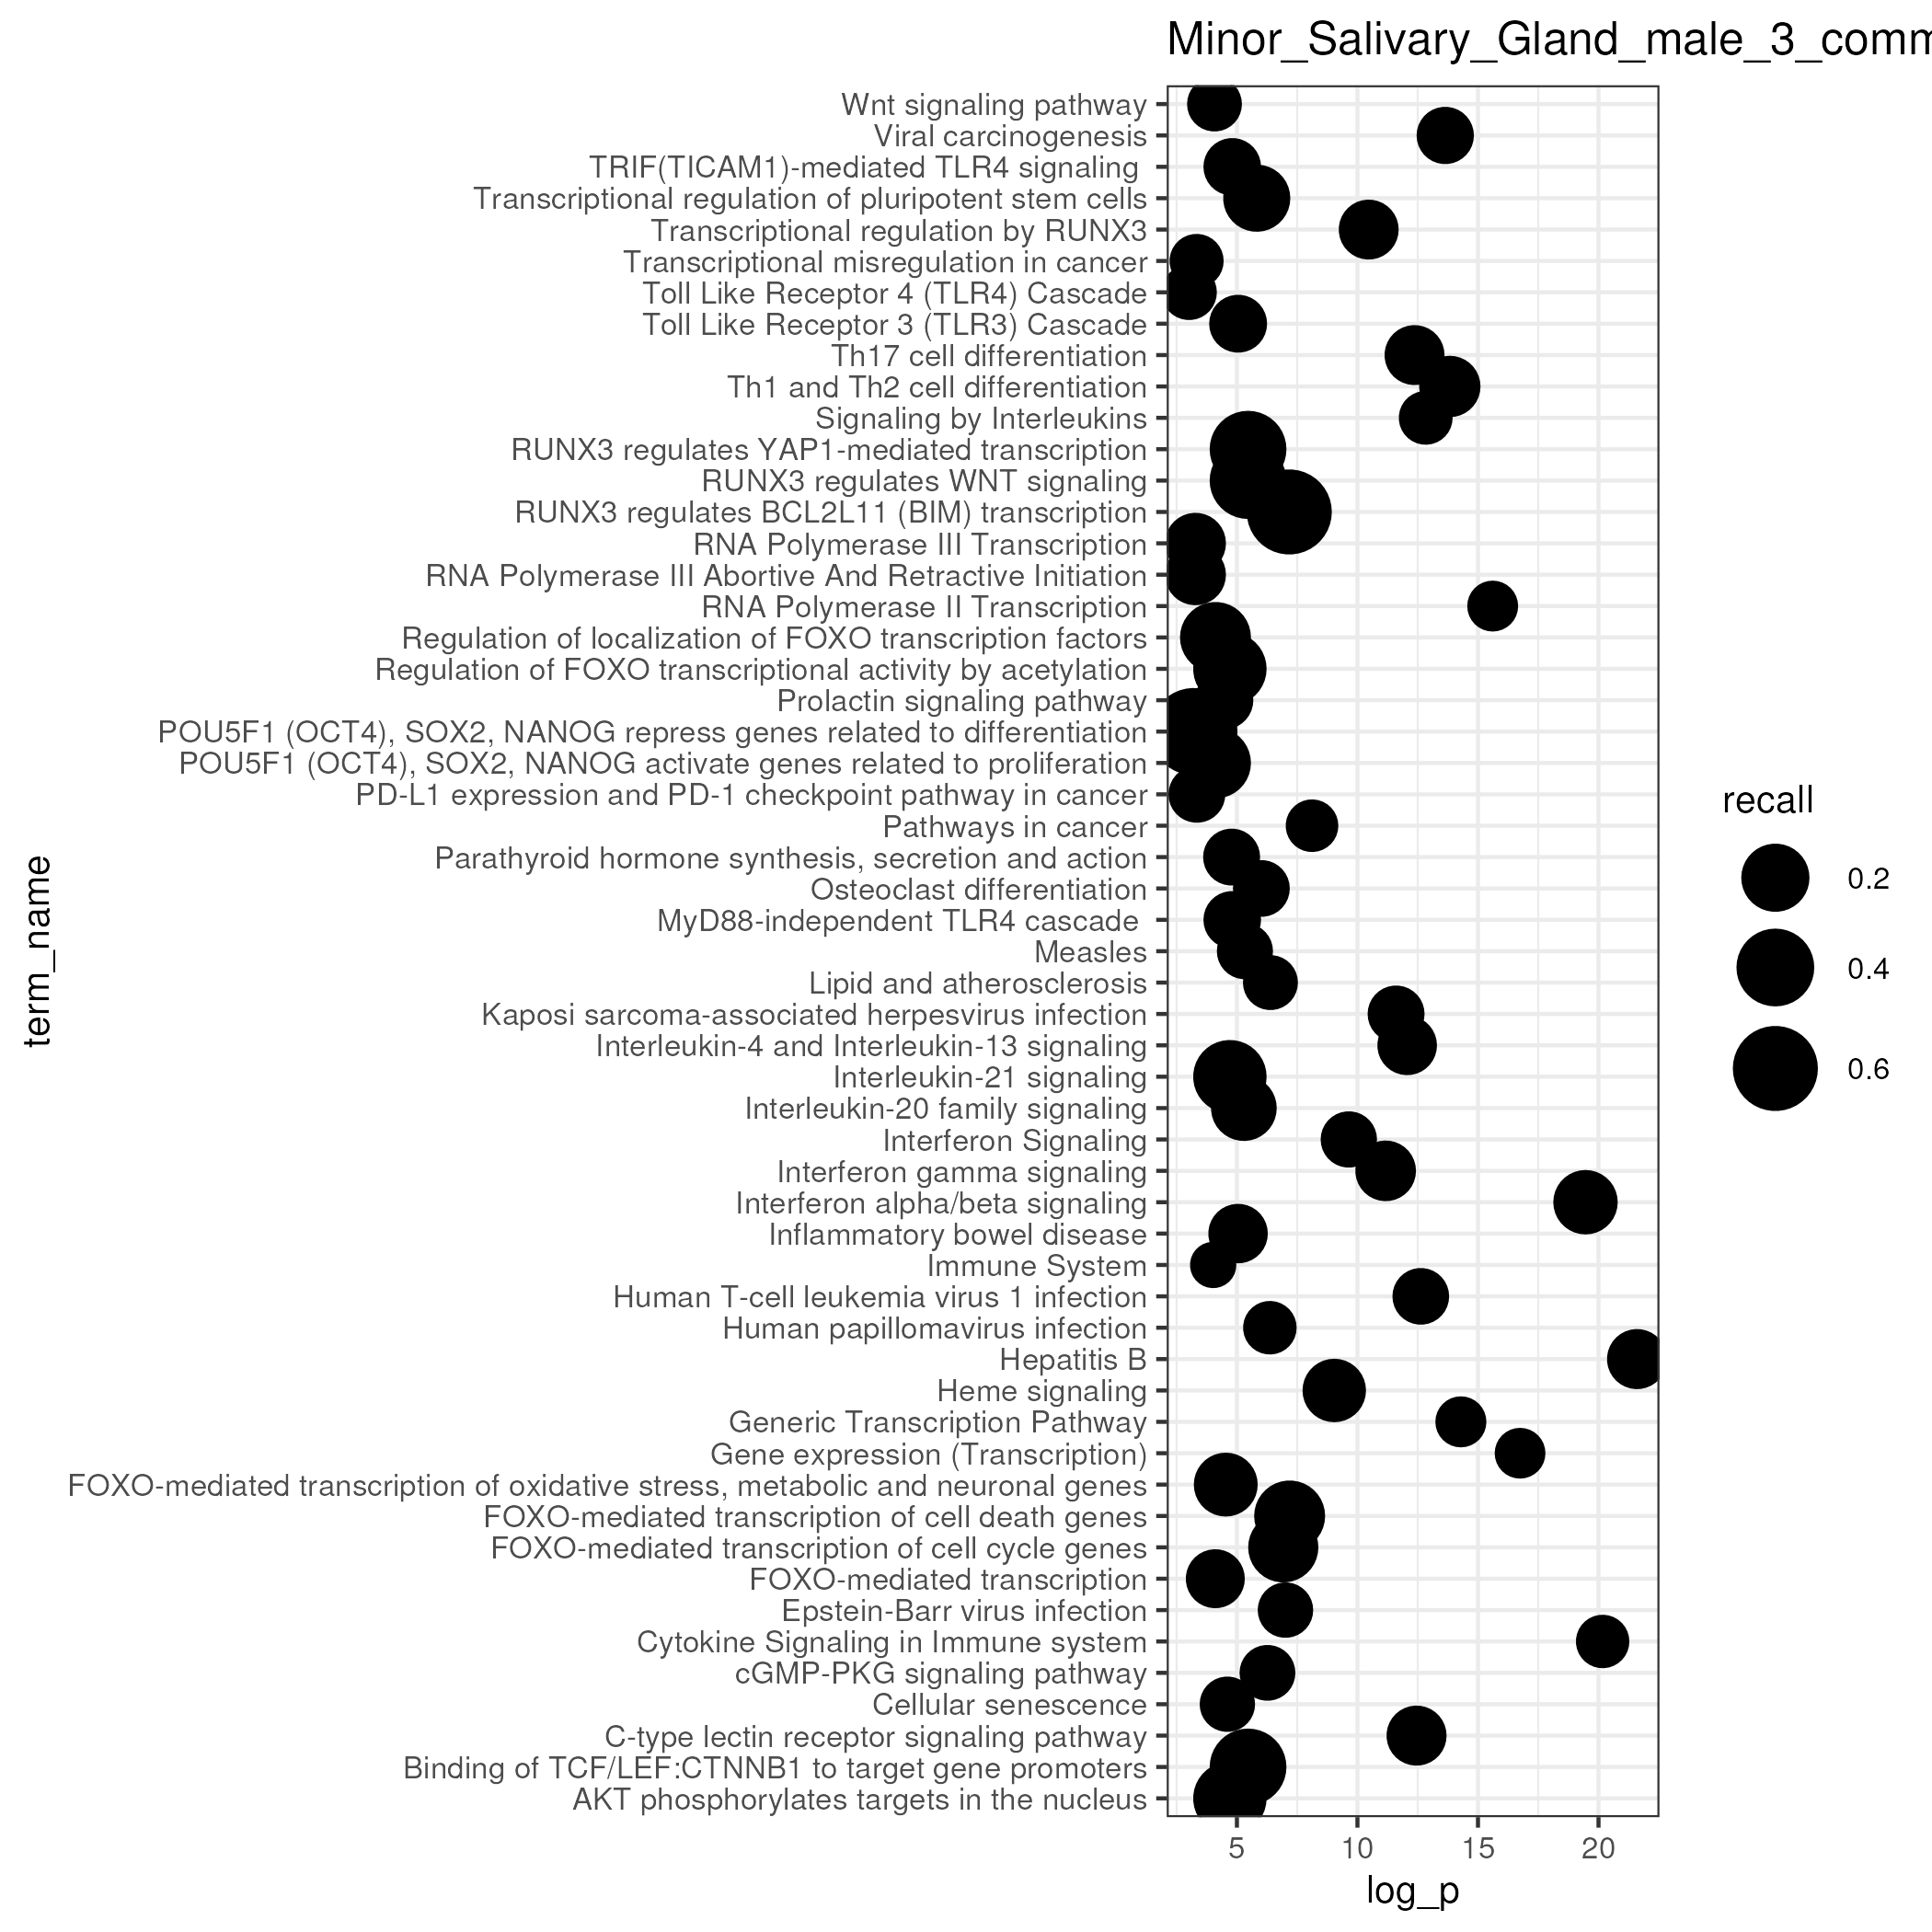 Minor_Salivary_Gland_male_3_comm
Wnt signaling pathway
Viral carcinogenesis
TRIF(TICAM1)-mediated TLR4 signaling
Transcriptional regulation of pluripotent stem cells
Transcriptional regulation by RUNX3
Transcriptional misregulation in cancer
Toll Like Receptor 4 (TLR4) Cascade
Toll Like Receptor 3 (TLR3) Cascade
Th17 cell differentiation
Th1 and Th2 cell differentiation
Signaling by Interleukins
RUNX3 regulates YAP1-mediated transcription
RUNX3 regulates WNT signaling
RUNX3 regulates BCL2L11 (BIM) transcription
RNA Polymerase III Transcription
RNA Polymerase III Abortive And Retractive Initiation
RNA Polymerase II Transcription
Regulation of localization of FOXO transcription factors
Regulation of FOXO transcriptional activity by acetylation
Prolactin signaling pathway
POU5F1 (OCT4), SOX2, NANOG repress genes related to differentiation
POU5F1 (OCT4), SOX2, NANOG activate genes related to proliferation
PD-L1 expression and PD-1 checkpoint pathway in cancer
Pathways in cancer
Parathyroid hormone synthesis, secretion and action
Osteoclast differentiation
MyD88-independent TLR4 cascade
Measles
Lipid and atherosclerosis
Kaposi sarcoma-associated herpesvirus infection
Interleukin-4 and Interleukin-13 signaling
Interleukin-21 signaling
Interleukin-20 family signaling
Interferon Signaling
Interferon gamma signaling
Interferon alpha/beta signaling
Inflammatory bowel disease
Immune System
Human T-cell leukemia virus 1 infection
Human papillomavirus infection
Hepatitis B
Heme signaling
Generic Transcription Pathway
Gene expression (Transcription)
FOXO-mediated transcription of oxidative stress, metabolic and neuronal genes
FOXO-mediated transcription of cell death genes
FOXO-mediated transcription of cell cycle genes
FOXO-mediated transcription
Epstein-Barr virus infection
Cytokine Signaling in Immune system
cGMP-PKG signaling pathway
Cellular senescence
C-type lectin receptor signaling pathway
Binding of TCF/LEF:CTNNB1 to target gene promoters
AKT phosphorylates targets in the nucleus
term_name
5 10 15 20
log_p
recall
0.2
0.4
0.6